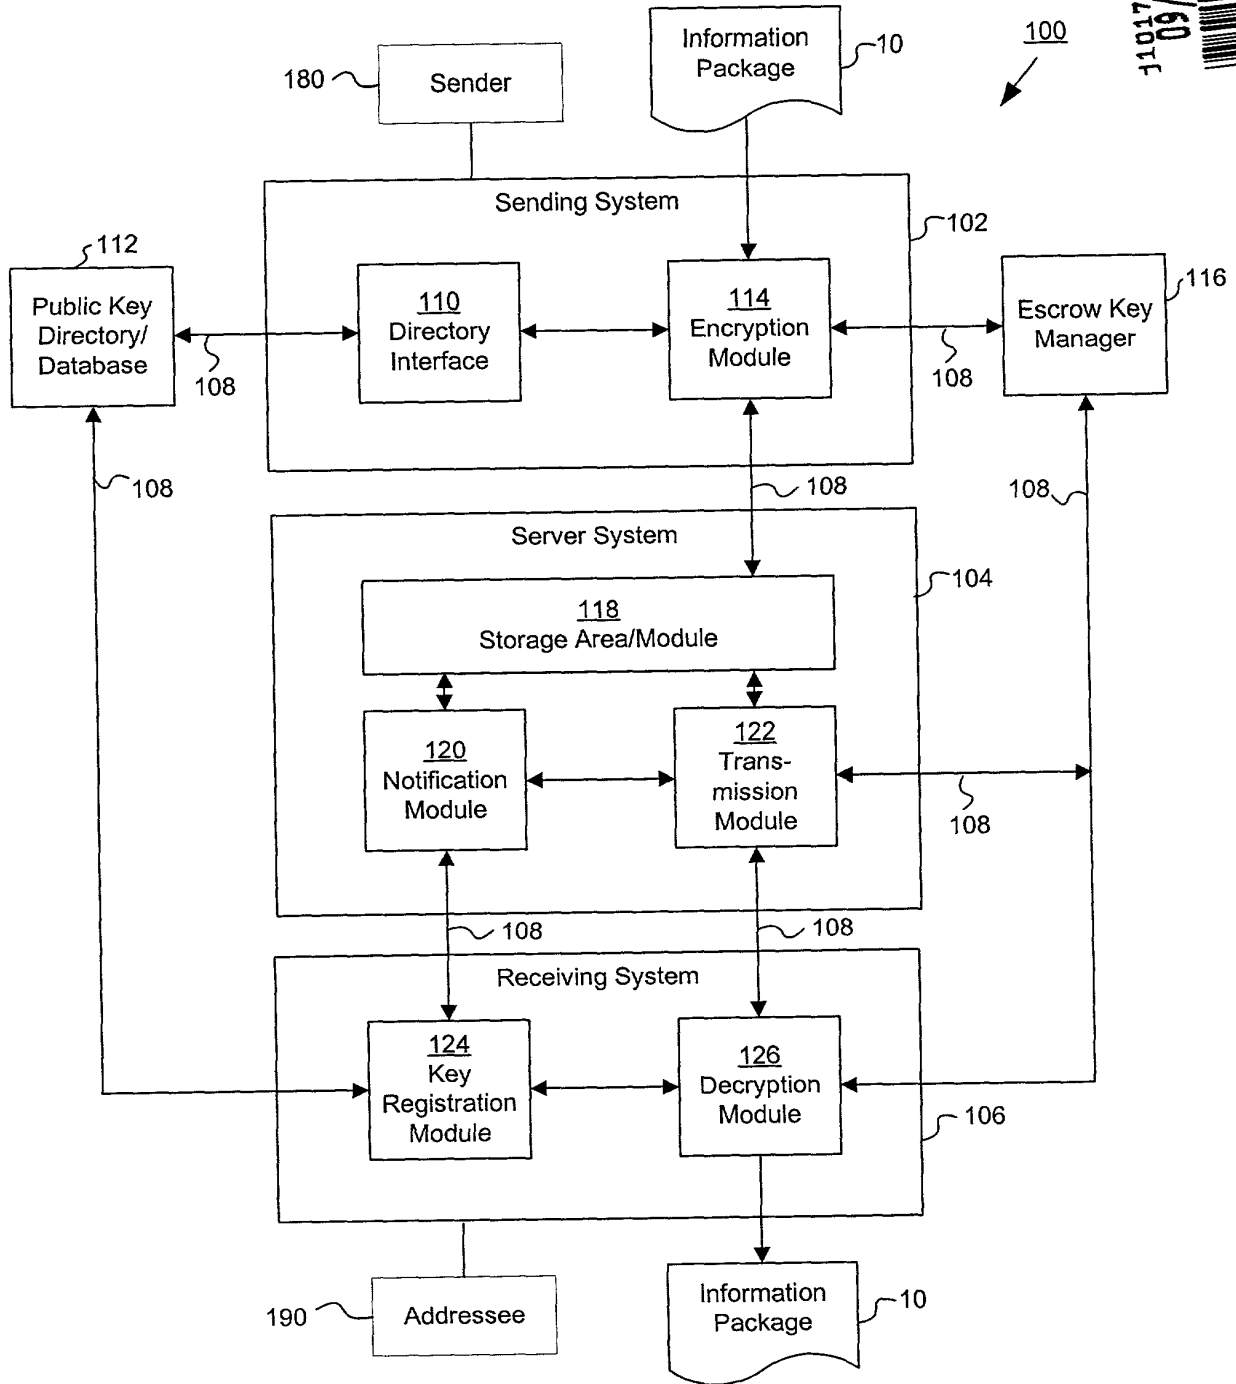 Information
Package
10
100
11017
09/
180
Sender
Sending System
102
112
Public Key
Directory/
Database
108
110
Directory
Interface
114
Encryption
Module
108
116
Escrow Key
Manager
108
108
108
Server System
104
118
Storage Area/Module
120
Notification
Module
122
Trans-
mission
Module
108
108
108
Receiving System
124
Key
Registration
Module
126
Decryption
Module
106
190
Addressee
Information
Package
10